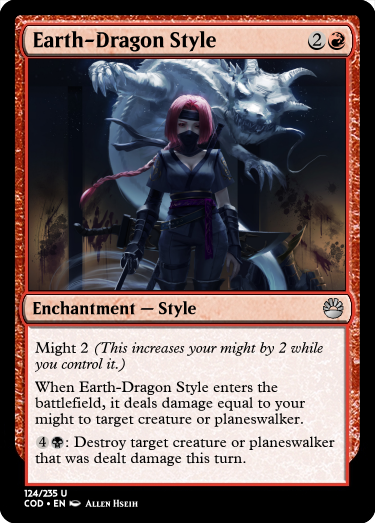 Earth-Dragon Style 2
Enchantment — Style
Might 2 (This increases your might by 2 while
you control it.)
When Earth-Dragon Style enters the
battlefield, it deals damage equal to your
might to target creature or planeswalker.
4 : Destroy target creature or planeswalker
that was dealt damage this turn.
124/235 U
COD • EN Allen Hseih